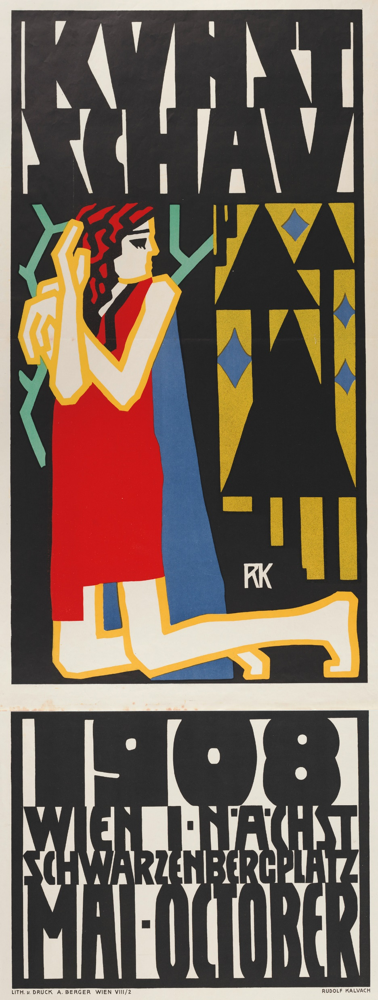 KVNST
SCHAV
RK
1908
WIEN I·NÄCHST
SCHWARZENBERGPLATZ
MAI·OCTOBER
LITH. u. DRUCK A. BERGER WIEN VIII/2
RUDOLF KALVACH